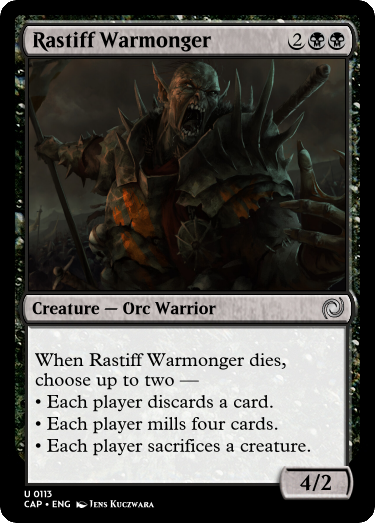 Rastiff Warmonger 2
Creature — Orc Warrior
When Rastiff Warmonger dies,
choose up to two —
• Each player discards a card.
• Each player mills four cards.
• Each player sacrifices a creature.
4/2
U 0113
CAP • ENG Jens Kuczwara